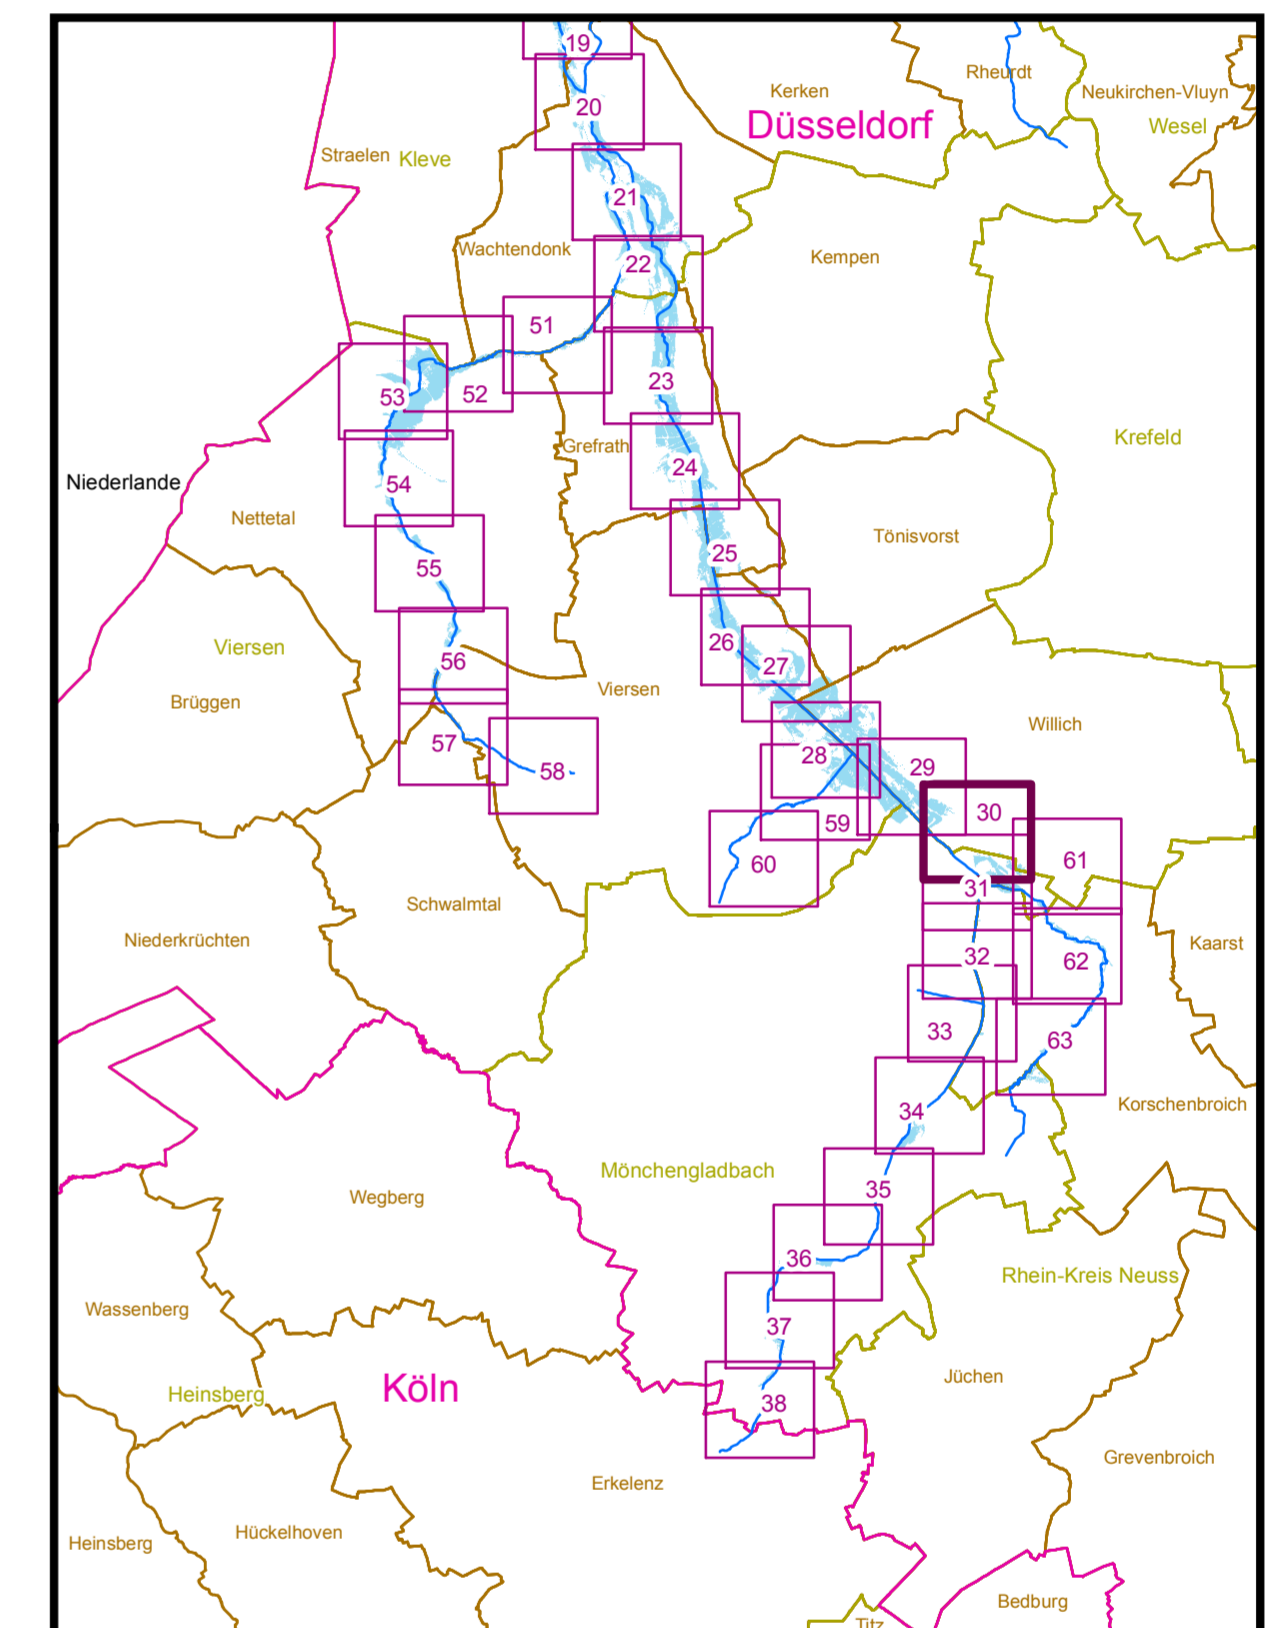 19
Rheurdt
Kerken
Neukirchen-Vluyn
20
Düsseldorf
Wesel
Straelen
Kleve
21
Wachtendonk
Kempen
22
51
23
52
53
Krefeld
Grefrath
24
Niederlande
54
Nettetal
Tönisvorst
25
55
26
Viersen
56
27
Viersen
Brüggen
Willich
57
28
29
58
30
59
61
60
31
Schwalmtal
Niederkrüchten
Kaarst
32
62
33
63
Korschenbroich
34
Mönchengladbach
35
Wegberg
36
Rhein-Kreis Neuss
Wassenberg
37
Jüchen
Köln
Heinsberg
38
Grevenbroich
Erkelenz
Hückelhoven
Heinsberg
Bedburg
Titz